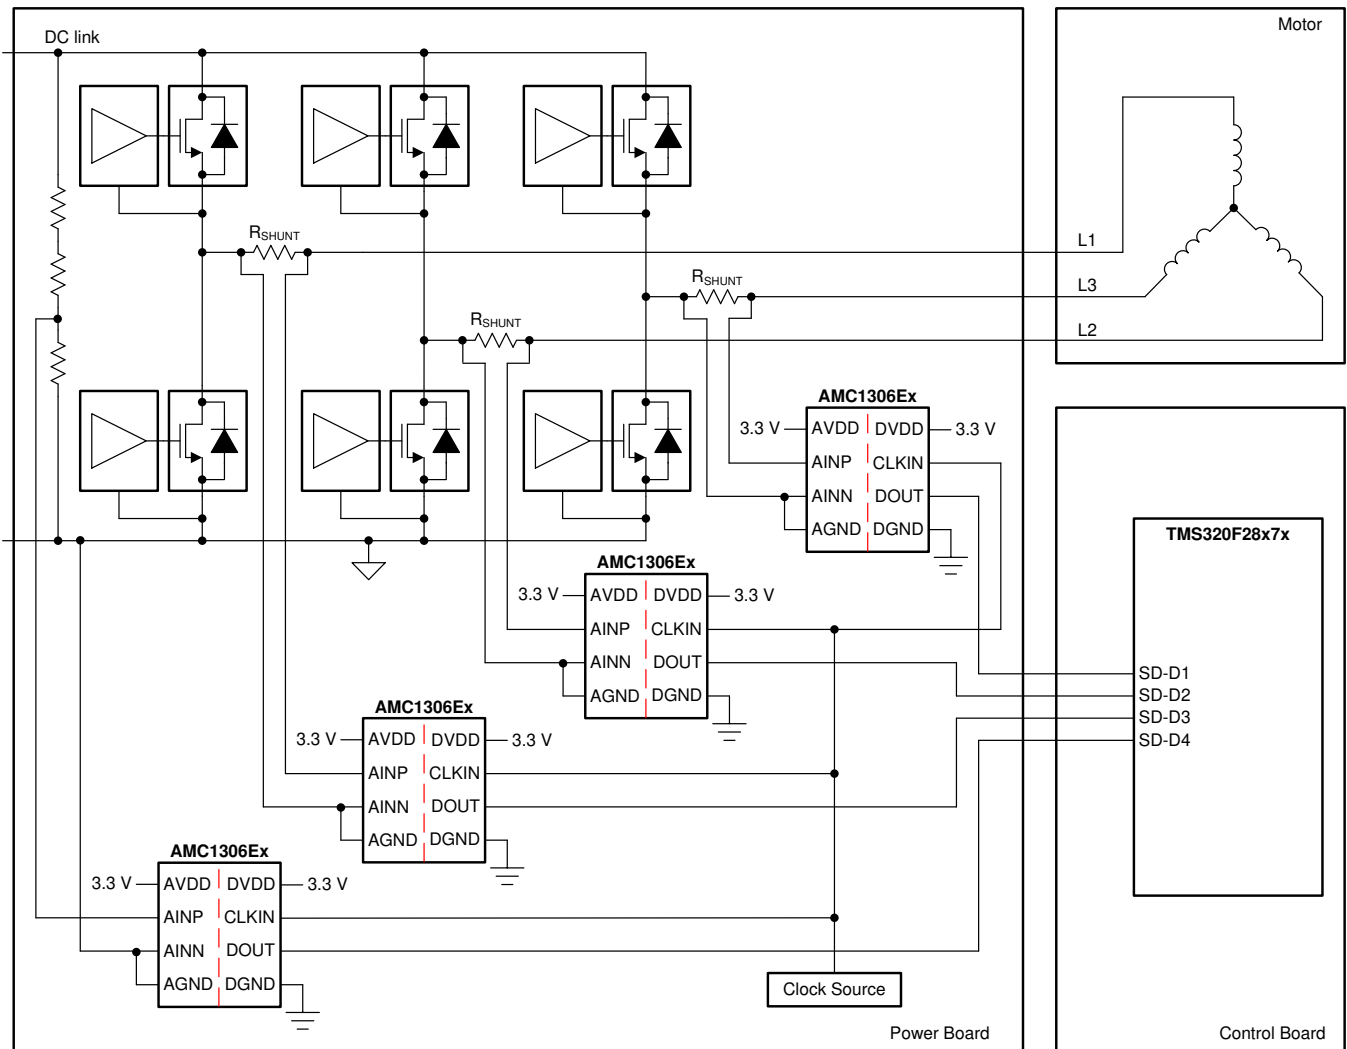 DC link
Motor
RSHUNT
L1
RSHUNT
L3
RSHUNT
L2
AMC1306Ex
3.3 V AVDD DVDD 3.3 V
AINP CLKIN
AINN DOUT
AGND DGND
TMS320F28x7x
AMC1306Ex
3.3 V AVDD DVDD 3.3 V
AINP CLKIN
AINN DOUT
AGND DGND
SD-D1
SD-D2
SD-D3
SD-D4
AMC1306Ex
3.3 V AVDD DVDD 3.3 V
AINP CLKIN
AINN DOUT
AGND DGND
AMC1306Ex
3.3 V AVDD DVDD 3.3 V
AINP CLKIN
AINN DOUT
AGND DGND
Clock Source
Power Board
Control Board